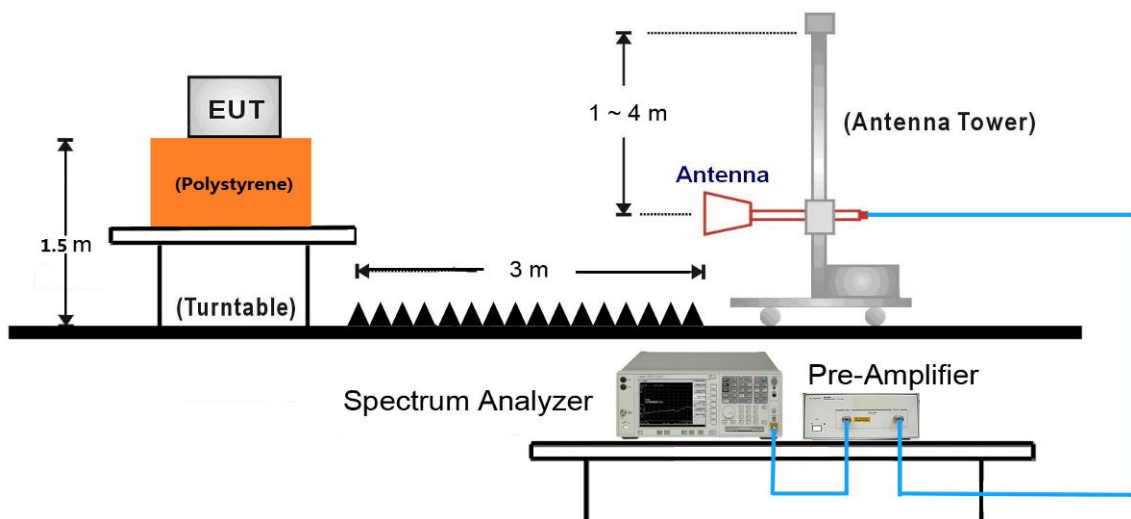 EUT
(Polystyrene)
1.5 m
(Turntable)
3 m
1 ~ 4 m
Antenna
(Antenna Tower)
Spectrum Analyzer
Pre-Amplifier